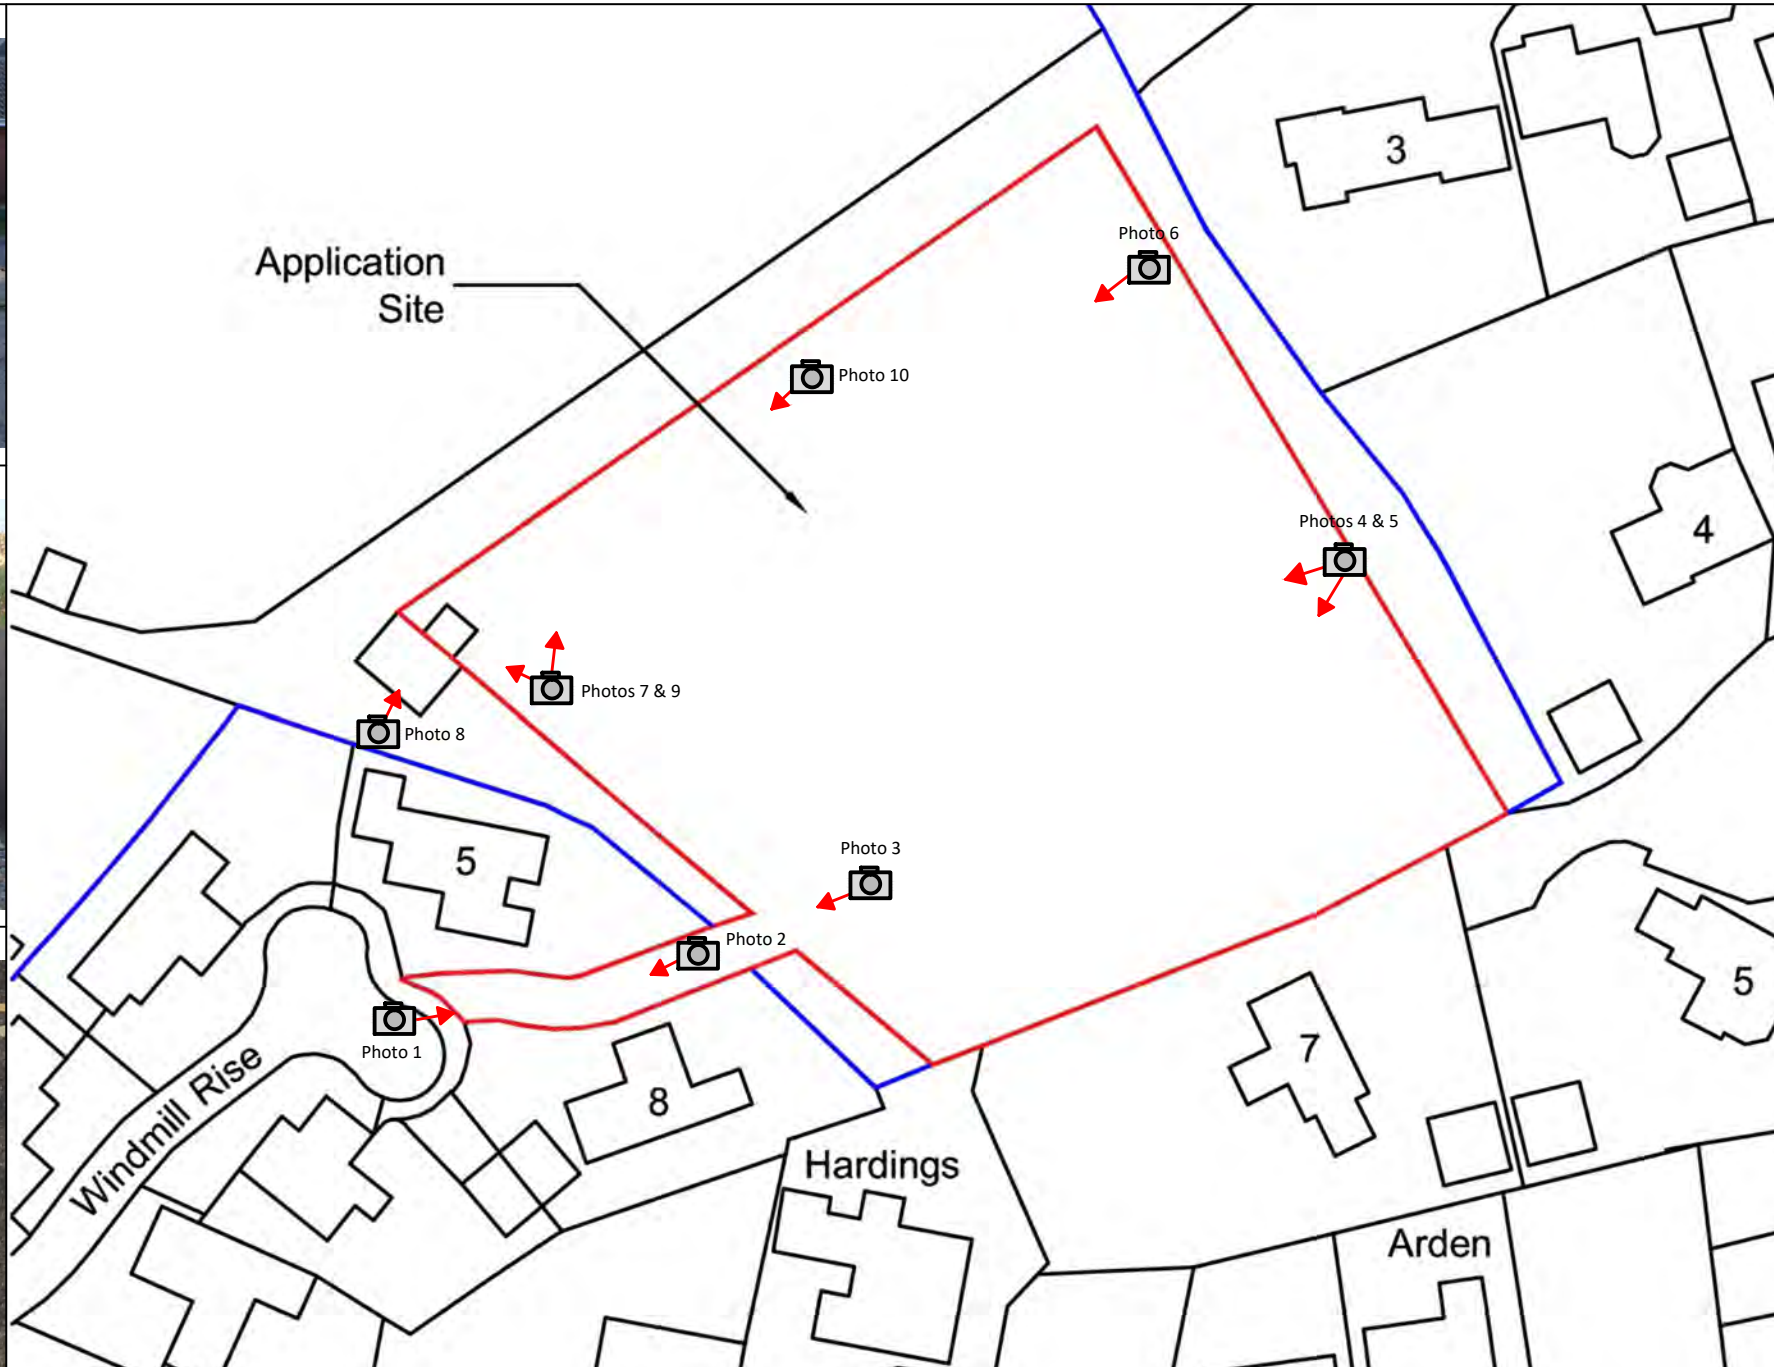 3
Photo 6
Application
Site
Photo 10
Photos 4 & 5
4
Photos 7 & 9
Photo 8
5
Photo 3
Photo 2
5
Photo 1
7
8
Windmill Rise
Hardings
Arden